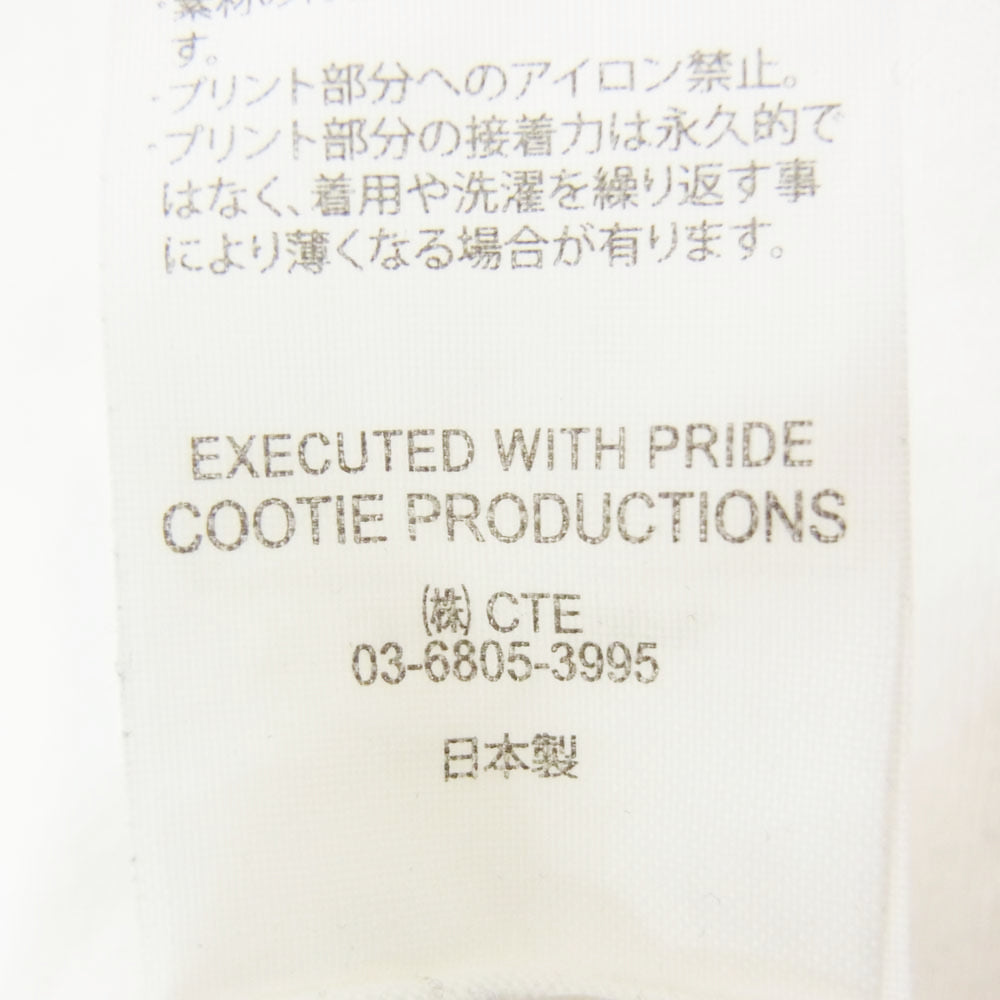 ・素材の
す。
・プリント部分へのアイロン禁止。
・プリント部分の接着力は永久的で
はなく、着用や洗濯を繰り返す事
により薄くなる場合が有ります。
EXECUTED WITH PRIDE
COOTIE PRODUCTIONS
㈱ CTE
03-6805-3995
日本製